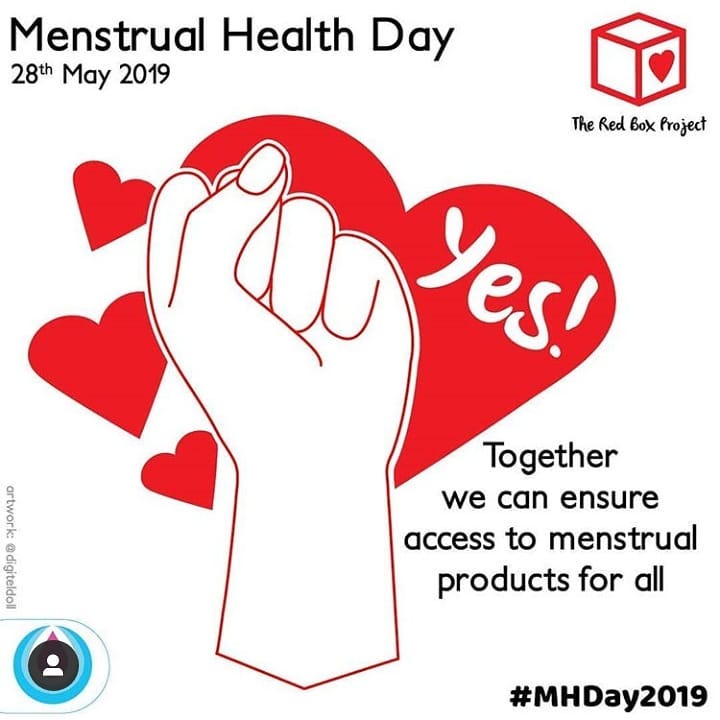 Menstrual Health Day
28th May 2019
The Red Box Project
Yes!
Together
we can ensure
access to menstrual
products for all
artwork: @digiteldoll
#MHDay2019